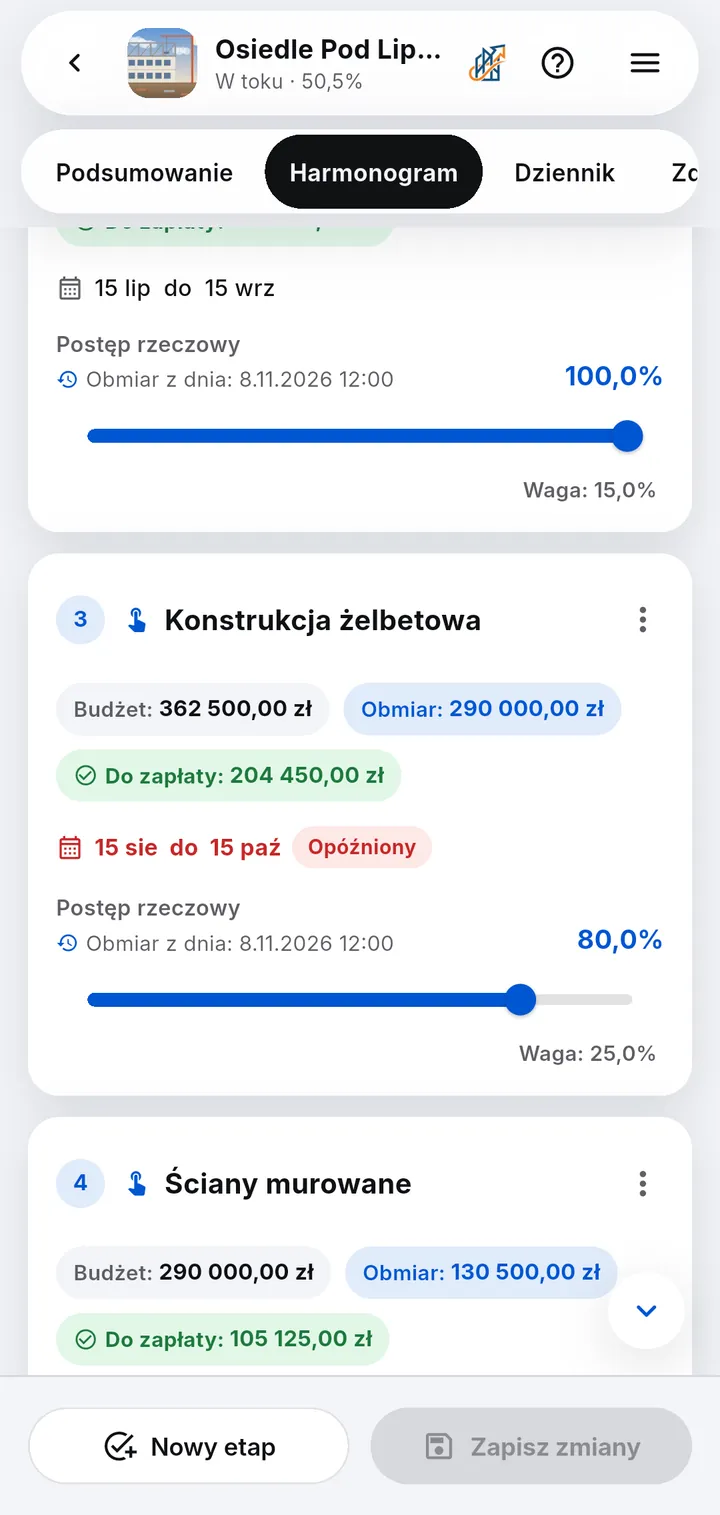 Osiedle Pod Lip...
W toku · 50,5%
Podsumowanie Harmonogram Dziennik
Do zapłaty:
15 lip do 15 wrz
Postęp rzeczowy
Obmiar z dnia: 8.11.2026 12:00
100,0%
Waga: 15,0%
3 Konstrukcja żelbetowa
Budżet: 362 500,00 zł Obmiar: 290 000,00 zł
Do zapłaty: 204 450,00 zł
15 sie do 15 paź Opóźniony
Postęp rzeczowy
Obmiar z dnia: 8.11.2026 12:00
80,0%
Waga: 25,0%
4 Ściany murowane
Budżet: 290 000,00 zł Obmiar: 130 500,00 zł
Do zapłaty: 105 125,00 zł
Nowy etap Zapisz zmiany